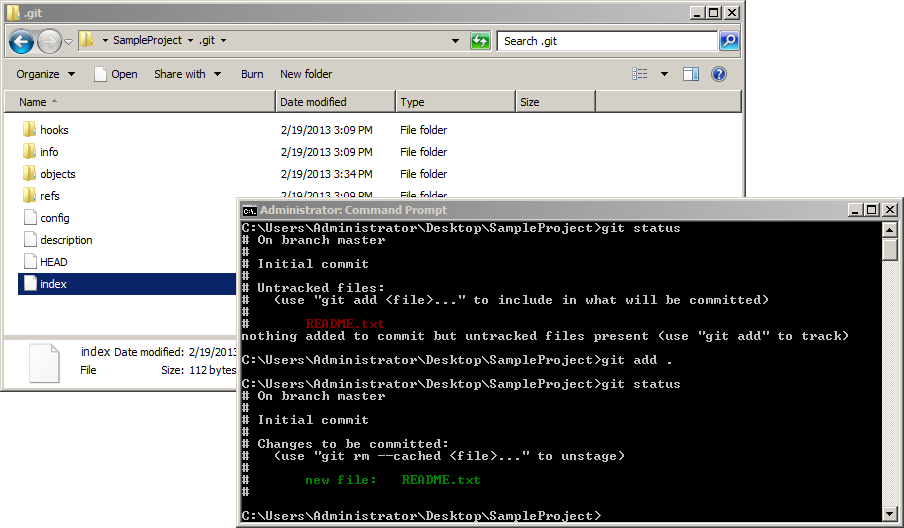 .git
SampleProject .git
Search .git
Organize Open Share with Burn New folder
Name Date modified Type Size
hooks 2/19/2013 3:09 PM File folder
info 2/19/2013 3:09 PM File folder
objects 2/19/2013 3:34 PM File folder
refs 2/19/2013 3:09 PM File folder
config
description
HEAD
index
index Date modified: 2/19/2013
File Size: 112 bytes
C:\. Administrator: Command Prompt
C:\Users\Administrator\Desktop\SampleProject>git status
# On branch master
#
# Initial commit
#
# Untracked files:
#   (use "git add <file>..." to include in what will be committed)
#
#       README.txt
nothing added to commit but untracked files present (use "git add" to track)
C:\Users\Administrator\Desktop\SampleProject>git add .
C:\Users\Administrator\Desktop\SampleProject>git status
# On branch master
#
# Initial commit
#
# Changes to be committed:
#   (use "git rm --cached <file>..." to unstage)
#
#       new file:   README.txt
#
C:\Users\Administrator\Desktop\SampleProject>